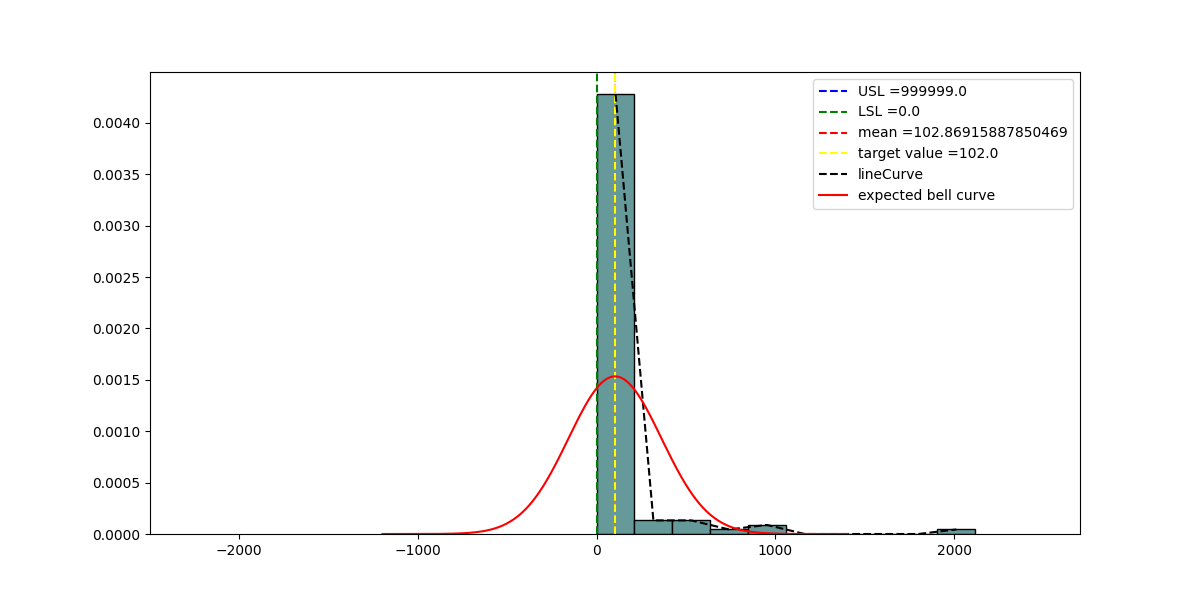 USL =999999.0
LSL =0.0
mean =102.86915887850469
target value =102.0
lineCurve
expected bell curve
0.0040
0.0035
0.0030
0.0025
0.0020
0.0015
0.0010
0.0005
0.0000
−2000 −1000 0 1000 2000